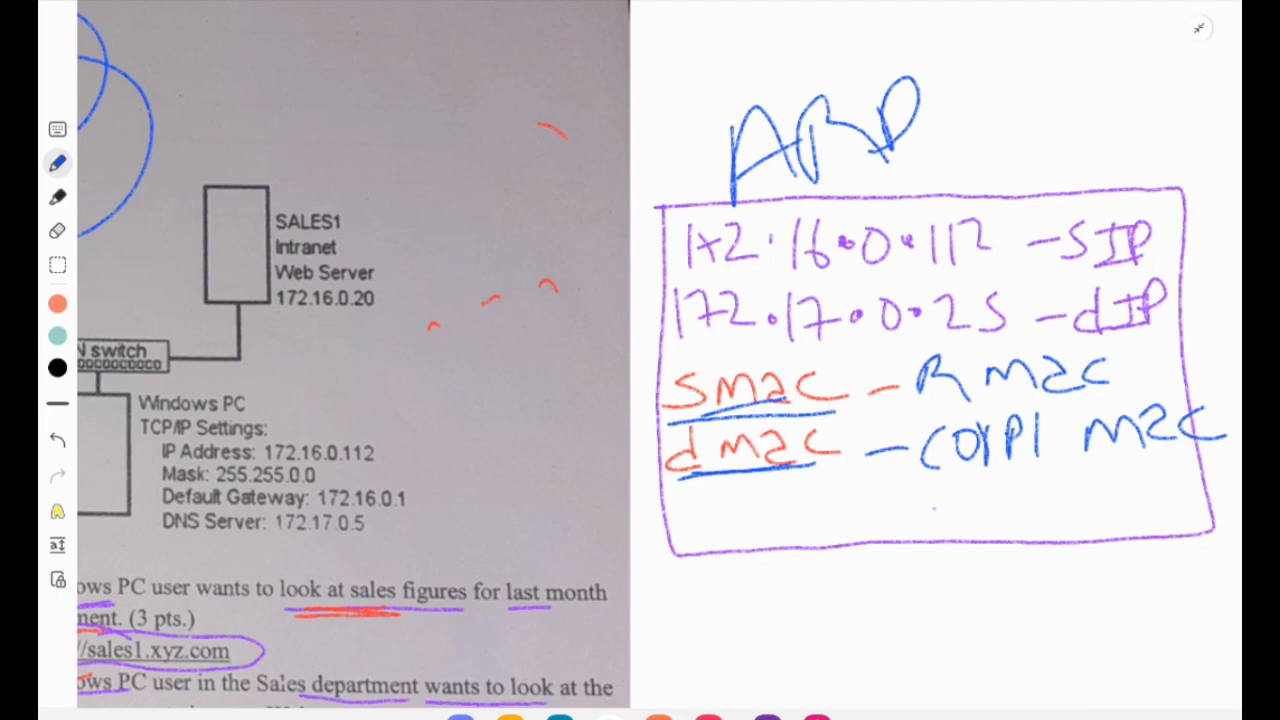 SALES1
Intranet
Web Server
172.16.0.20
N switch
Windows PC
TCP/IP Settings:
IP Address: 172.16.0.112
Mask: 255.255.0.0
Default Gateway: 172.16.0.1
DNS Server: 172.17.0.5
ows PC user wants to look at sales figures for last month
ment. (3 pts.)
//sales1.xyz.com
ows PC user in the Sales department wants to look at the
ARP
172.16.0.112 - SIP
172.17.0.25 - dIP
Smac - R mac
dmac - corp1 mac